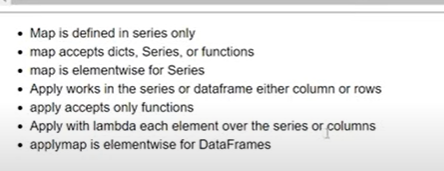 • Map is defined in series only
• map accepts dicts, Series, or functions
• map is elementwise for Series
• Apply works in the series or dataframe either column or rows
• apply accepts only functions
• Apply with lambda each element over the series or columns
• applymap is elementwise for DataFrames